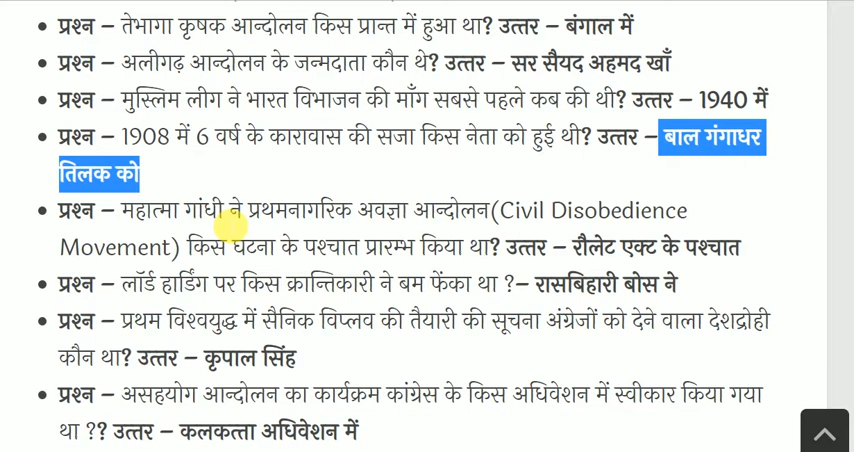 • प्रश्न – तेभागा कृषक आन्दोलन किस प्रान्त में हुआ था? उत्तर – बंगाल में
• प्रश्न – अलीगढ़ आन्दोलन के जन्मदाता कौन थे? उत्तर – सर सैयद अहमद खाँ
• प्रश्न – मुस्लिम लीग ने भारत विभाजन की माँग सबसे पहले कब की थी? उत्तर – 1940 में
• प्रश्न – 1908 में 6 वर्ष के कारावास की सजा किस नेता को हुई थी? उत्तर – बाल गंगाधर
तिलक को
• प्रश्न – महात्मा गांधी ने प्रथमनागरिक अवज्ञा आन्दोलन(Civil Disobedience
Movement) किस घटना के पश्चात प्रारम्भ किया था? उत्तर – रौलेट एक्ट के पश्चात
• प्रश्न – लॉर्ड हार्डिंग पर किस क्रान्तिकारी ने बम फेंका था ?– रासबिहारी बोस ने
• प्रश्न – प्रथम विश्वयुद्ध में सैनिक विप्लव की तैयारी की सूचना अंग्रेजों को देने वाला देशद्रोही
कौन था? उत्तर – कृपाल सिंह
• प्रश्न – असहयोग आन्दोलन का कार्यक्रम कांग्रेस के किस अधिवेशन में स्वीकार किया गया
था ?? उत्तर – कलकत्ता अधिवेशन में